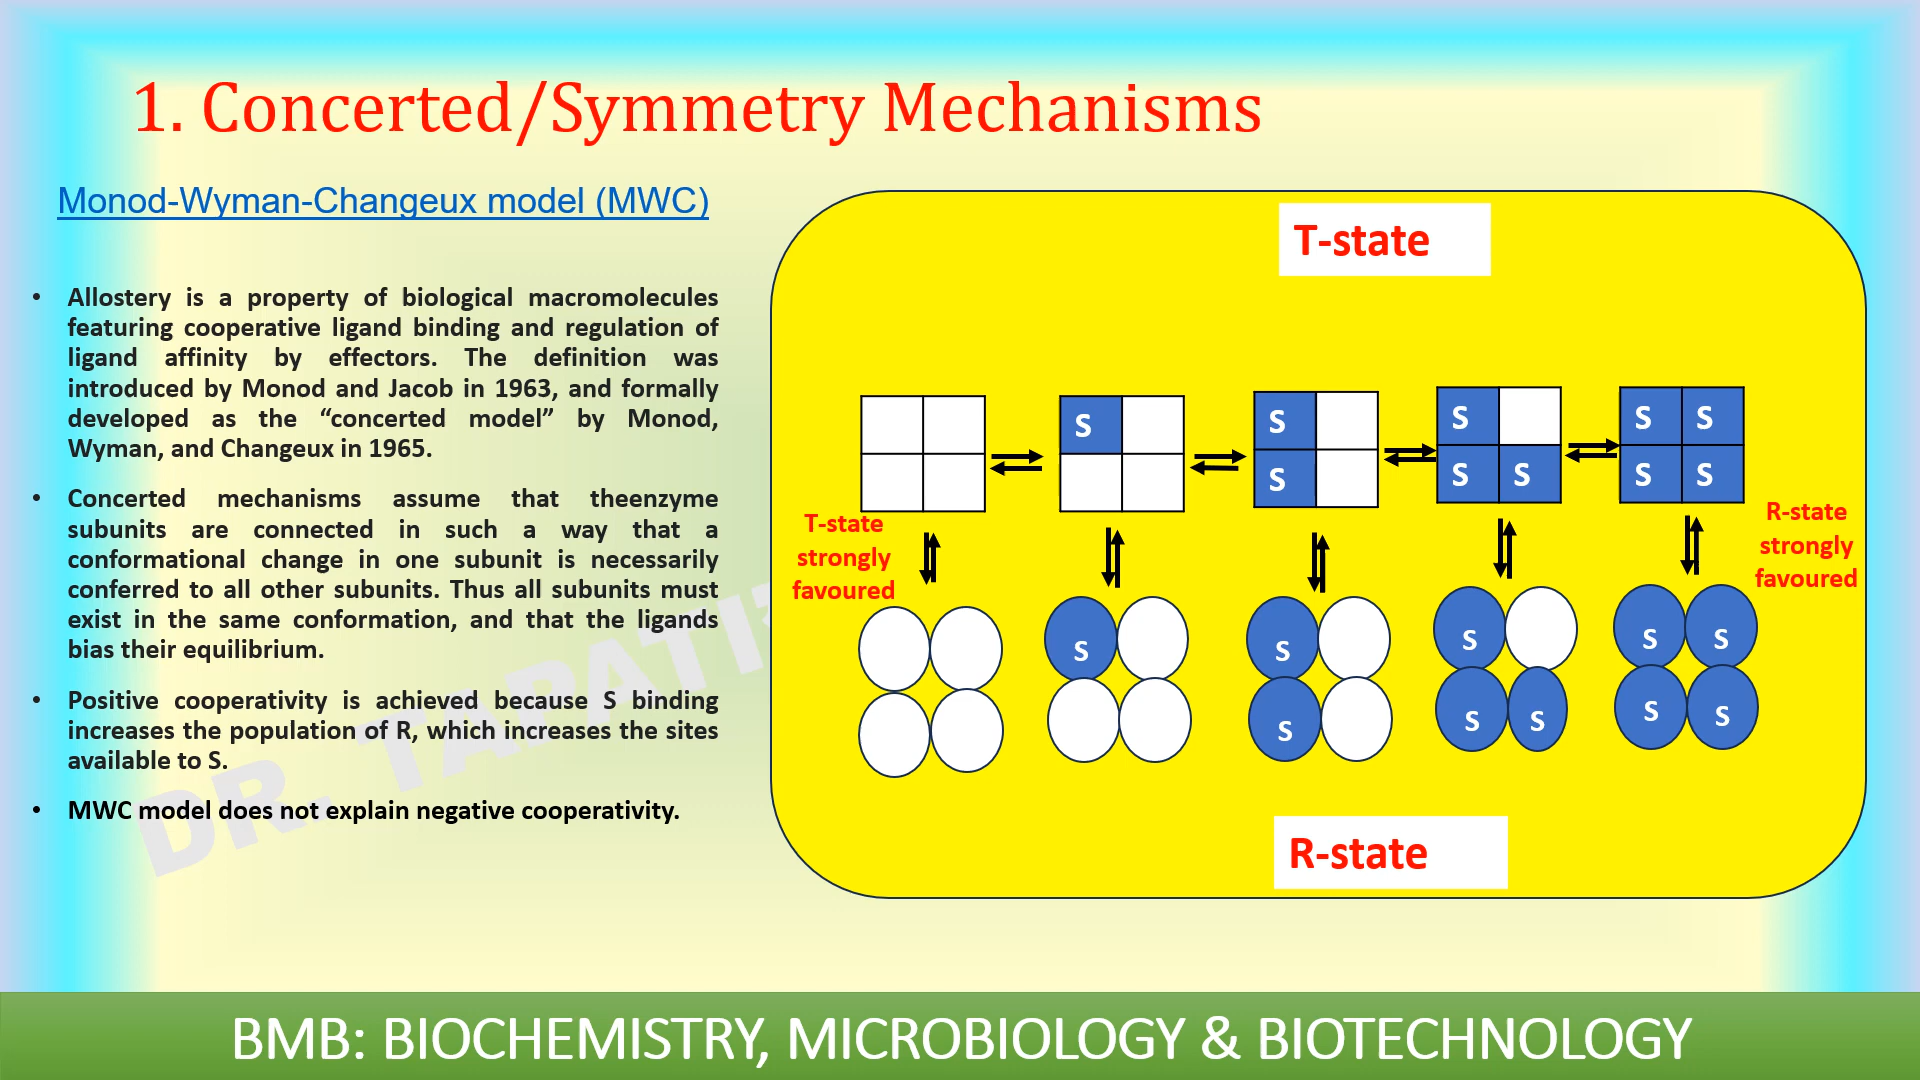 1. Concerted/Symmetry Mechanisms
Monod-Wyman-Changeux model (MWC)
• Allostery is a property of biological macromolecules
featuring cooperative ligand binding and regulation of
ligand affinity by effectors. The definition was
introduced by Monod and Jacob in 1963, and formally
developed as the “concerted model” by Monod,
Wyman, and Changeux in 1965.
• Concerted mechanisms assume that theenzyme
subunits are connected in such a way that a
conformational change in one subunit is necessarily
conferred to all other subunits. Thus all subunits must
exist in the same conformation, and that the ligands
bias their equilibrium.
• Positive cooperativity is achieved because S binding
increases the population of R, which increases the sites
available to S.
• MWC model does not explain negative cooperativity.
DR. TAPATI
T-state
S S S S S
S S S S S
T-state
strongly
favoured
R-state
strongly
favoured
S S S S S
S S S S S
R-state
BMB: BIOCHEMISTRY, MICROBIOLOGY & BIOTECHNOLOGY